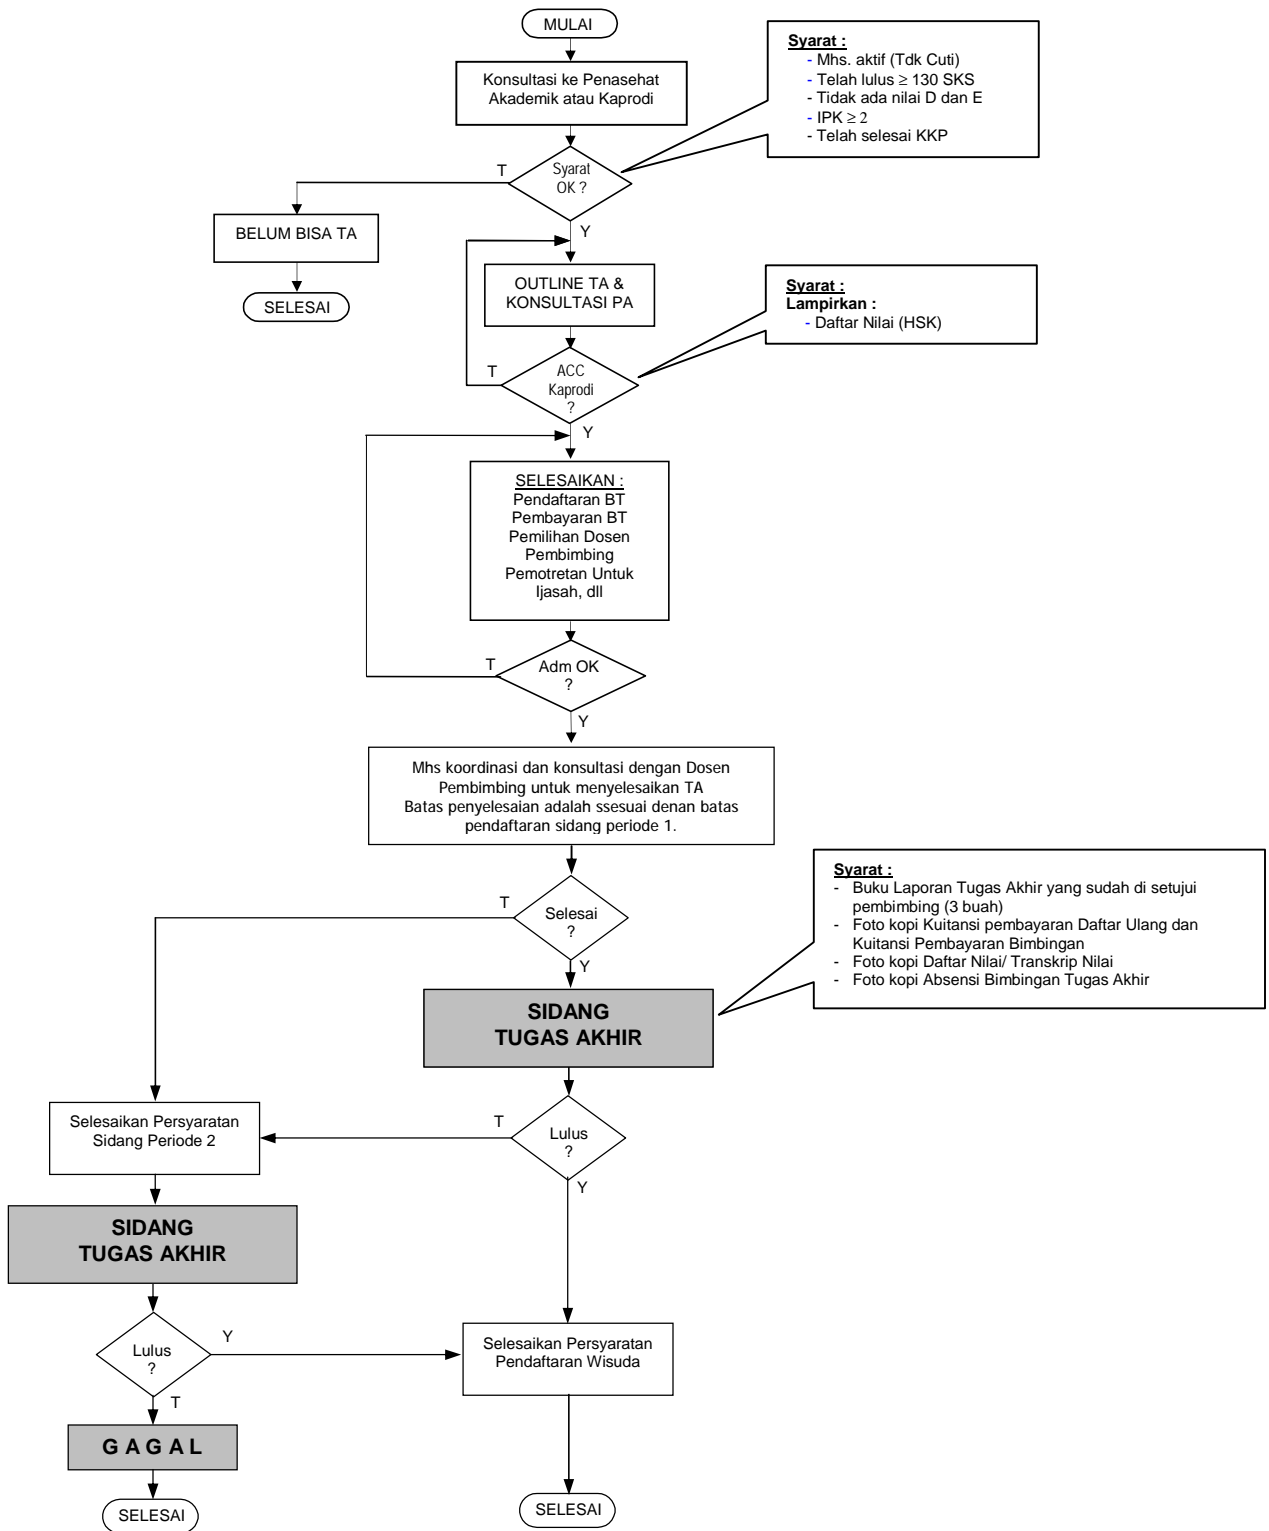 MULAI
Konsultasi ke Penasehat
Akademik atau Kaprodi
Syarat :
- Mhs. aktif (Tdk Cuti)
- Telah lulus ≥ 130 SKS
- Tidak ada nilai D dan E
- IPK ≥ 2
- Telah selesai KKP
T
Syarat
OK ?
Y
BELUM BISA TA
SELESAI
OUTLINE TA &
KONSULTASI PA
Syarat :
Lampirkan :
- Daftar Nilai (HSK)
T
ACC
Kaprodi
?
Y
SELESAIKAN :
Pendaftaran BT
Pembayaran BT
Pemilihan Dosen
Pembimbing
Pemotretan Untuk
Ijasah, dll
T
Adm OK
?
Y
Mhs koordinasi dan konsultasi dengan Dosen
Pembimbing untuk menyelesaikan TA
Batas penyelesaian adalah ssesuai denan batas
pendaftaran sidang periode 1.
T
Selesai
?
Y
Syarat :
- Buku Laporan Tugas Akhir yang sudah di setujui
pembimbing (3 buah)
- Foto kopi Kuitansi pembayaran Daftar Ulang dan
Kuitansi Pembayaran Bimbingan
- Foto kopi Daftar Nilai/ Transkrip Nilai
- Foto kopi Absensi Bimbingan Tugas Akhir
SIDANG
TUGAS AKHIR
Selesaikan Persyaratan
Sidang Periode 2
T
Lulus
?
Y
SIDANG
TUGAS AKHIR
Lulus
?
Y
T
Selesaikan Persyaratan
Pendaftaran Wisuda
G A G A L
SELESAI
SELESAI